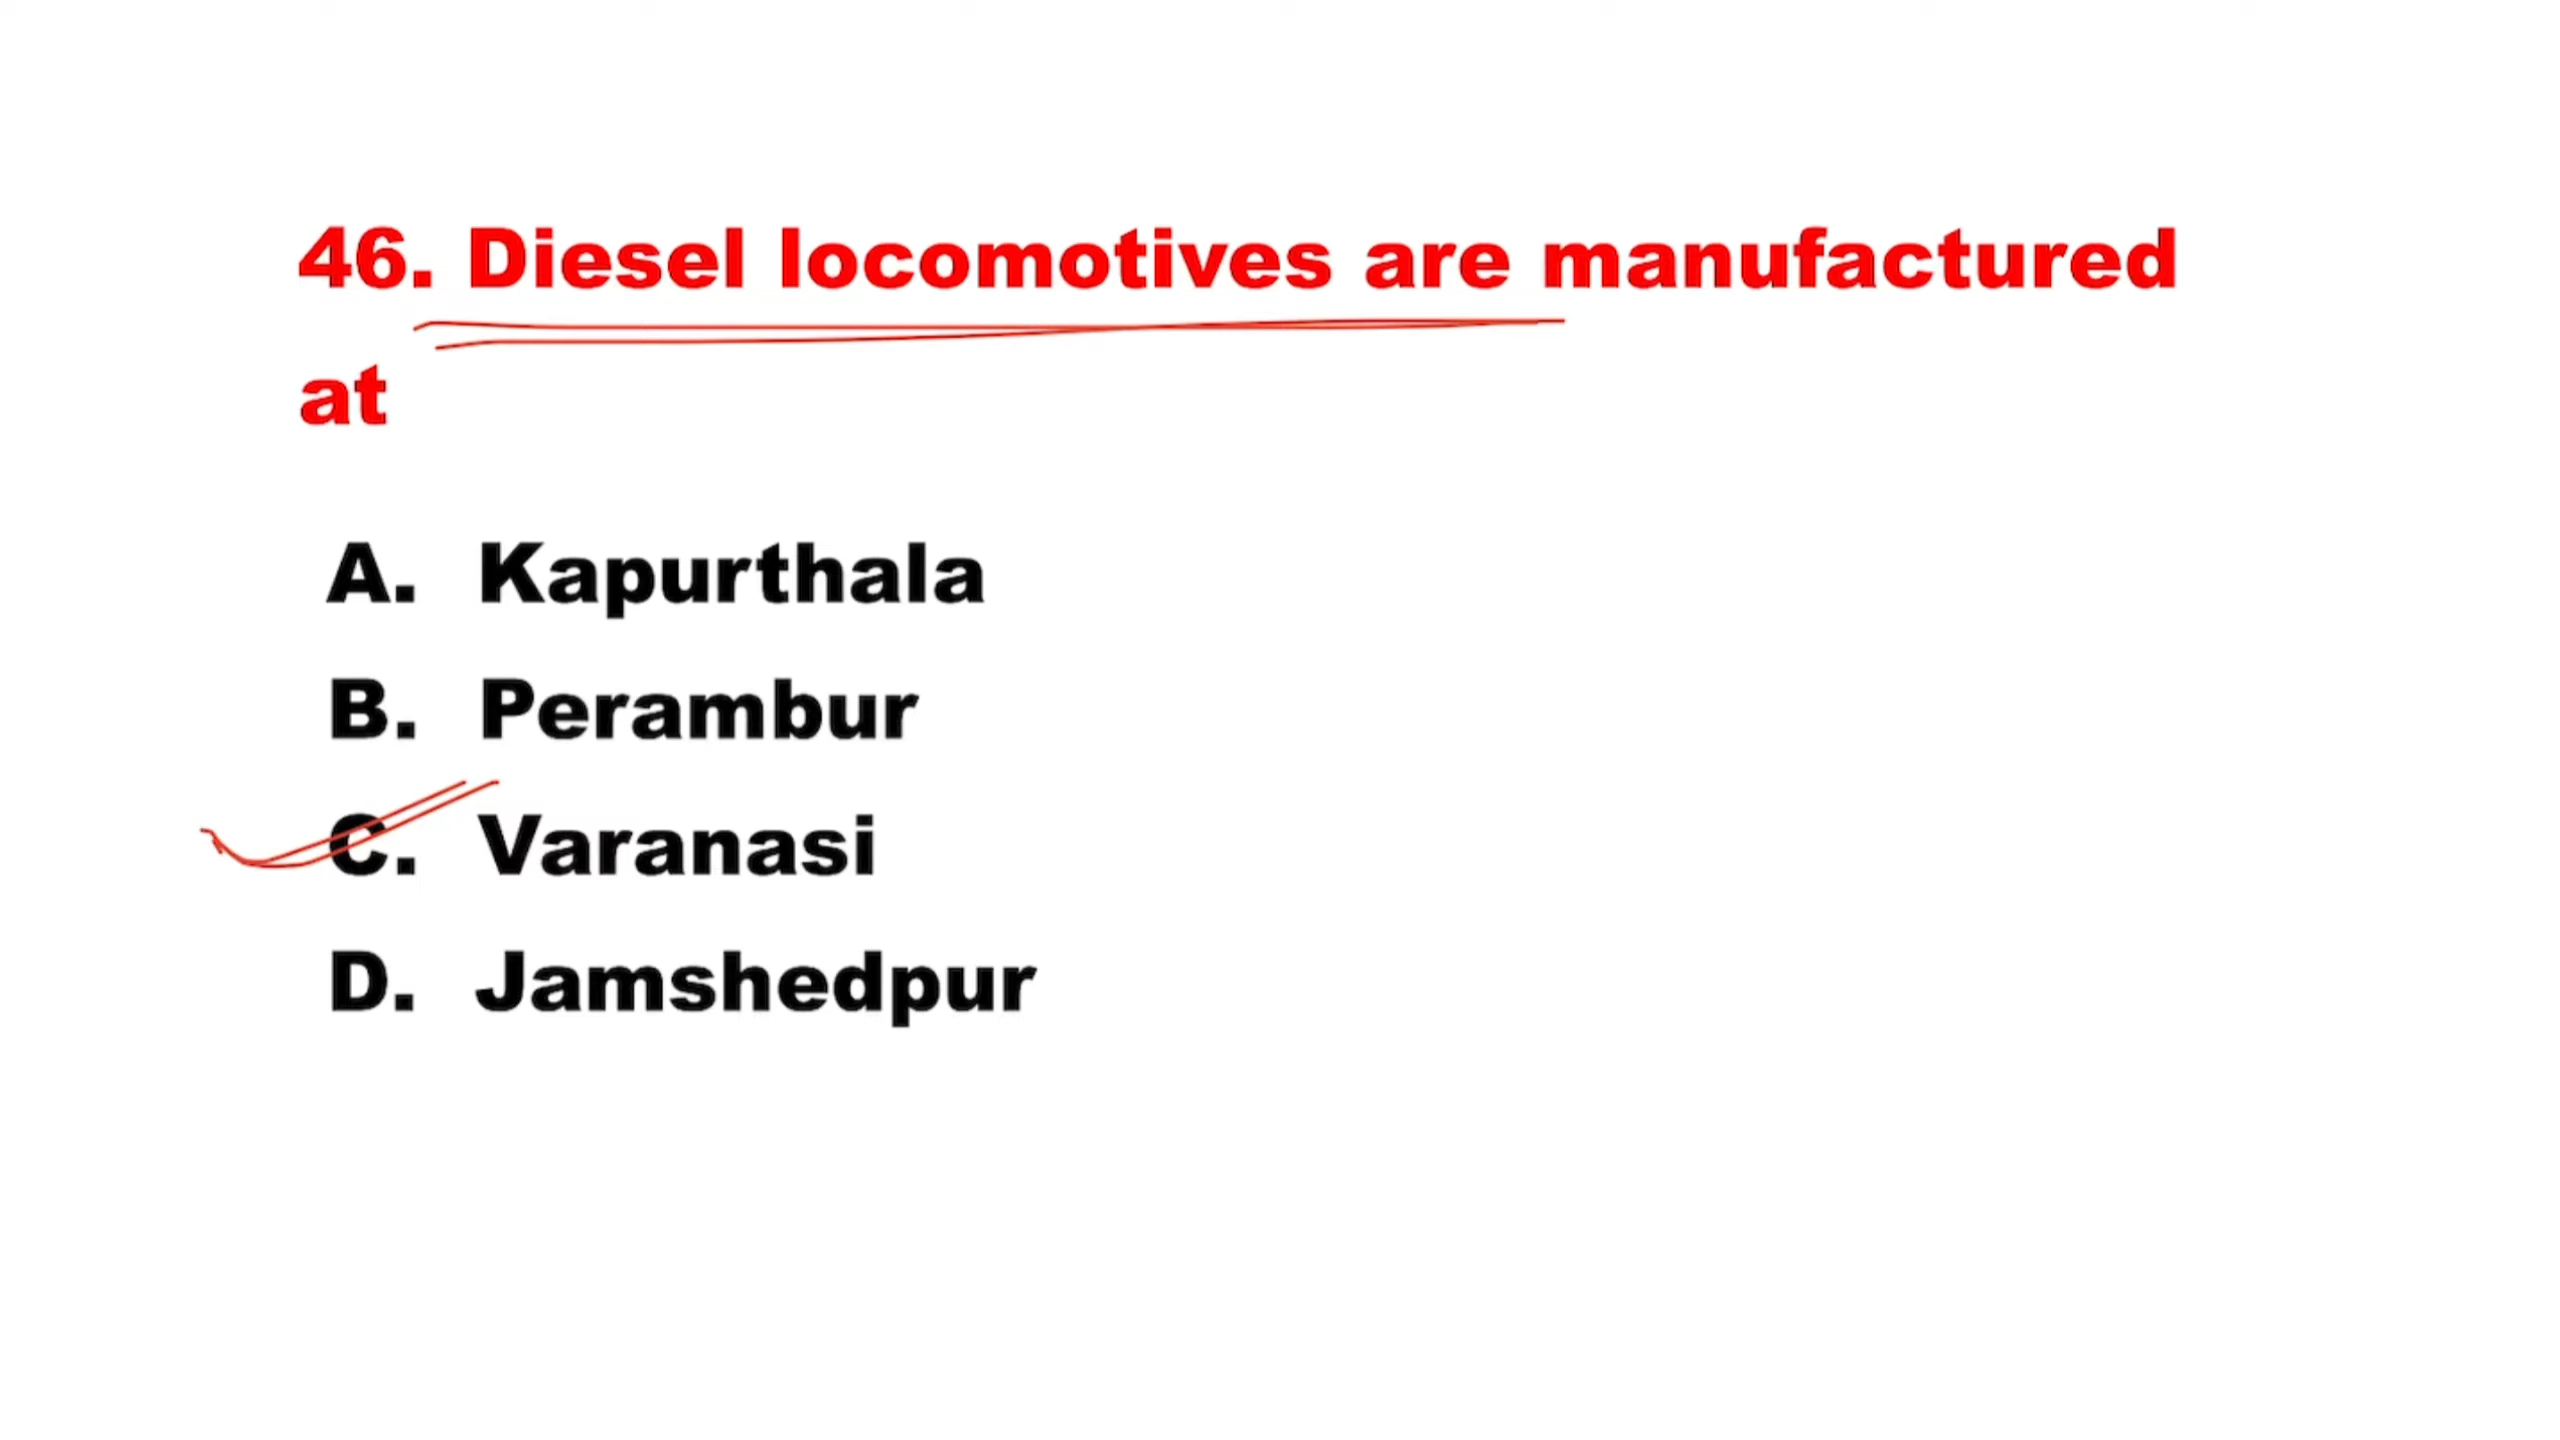 46. Diesel locomotives are manufactured
at
A. Kapurthala
B. Perambur
C. Varanasi
D. Jamshedpur